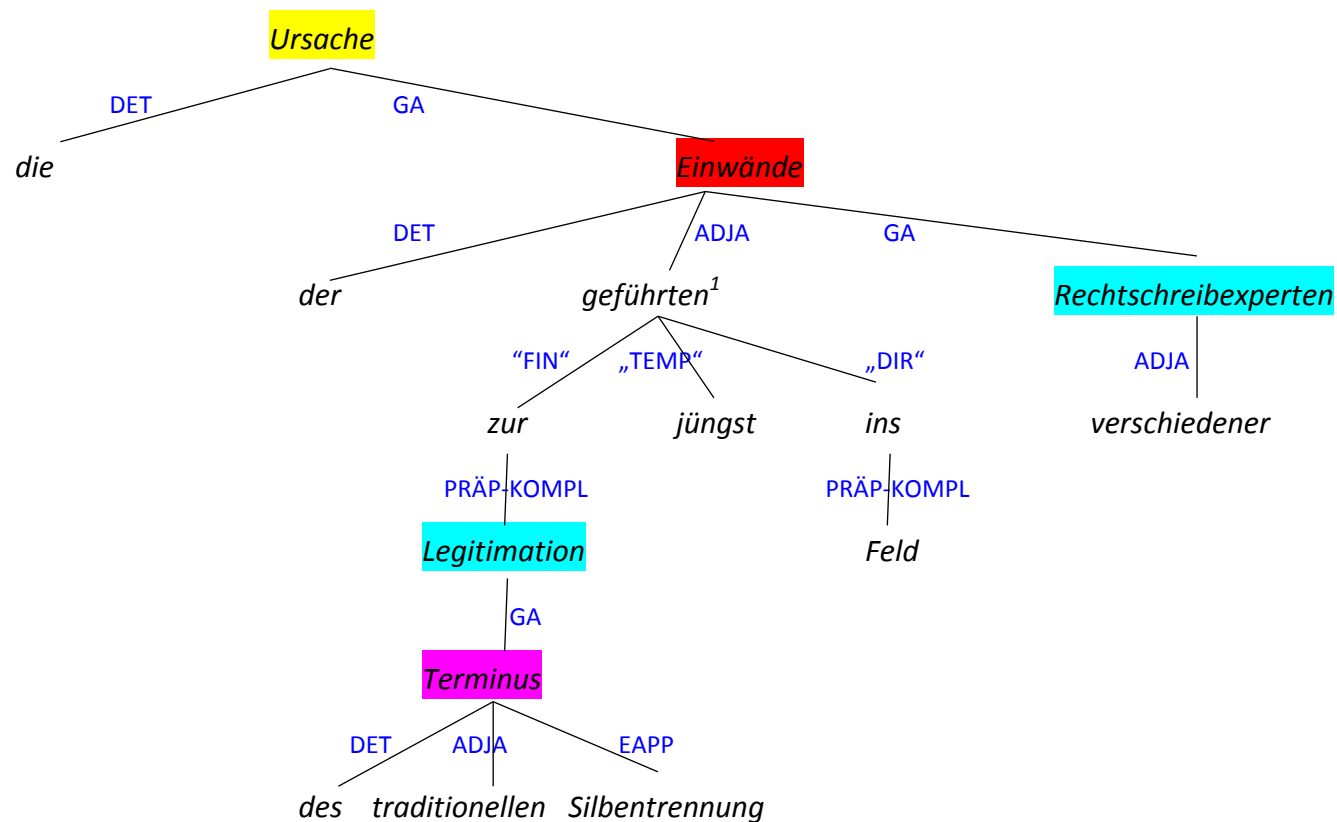 Ursache
DET GA
die
Einwände
DET ADJA GA
der geführten¹ Rechtschreibexperten
“FIN“ „TEMP“ „DIR“ ADJA
zur jüngst ins verschiedener
PRÄP-KOMPL PRÄP-KOMPL
Legitimation Feld
GA
Terminus
DET ADJA EAPP
des traditionellen Silbentrennung